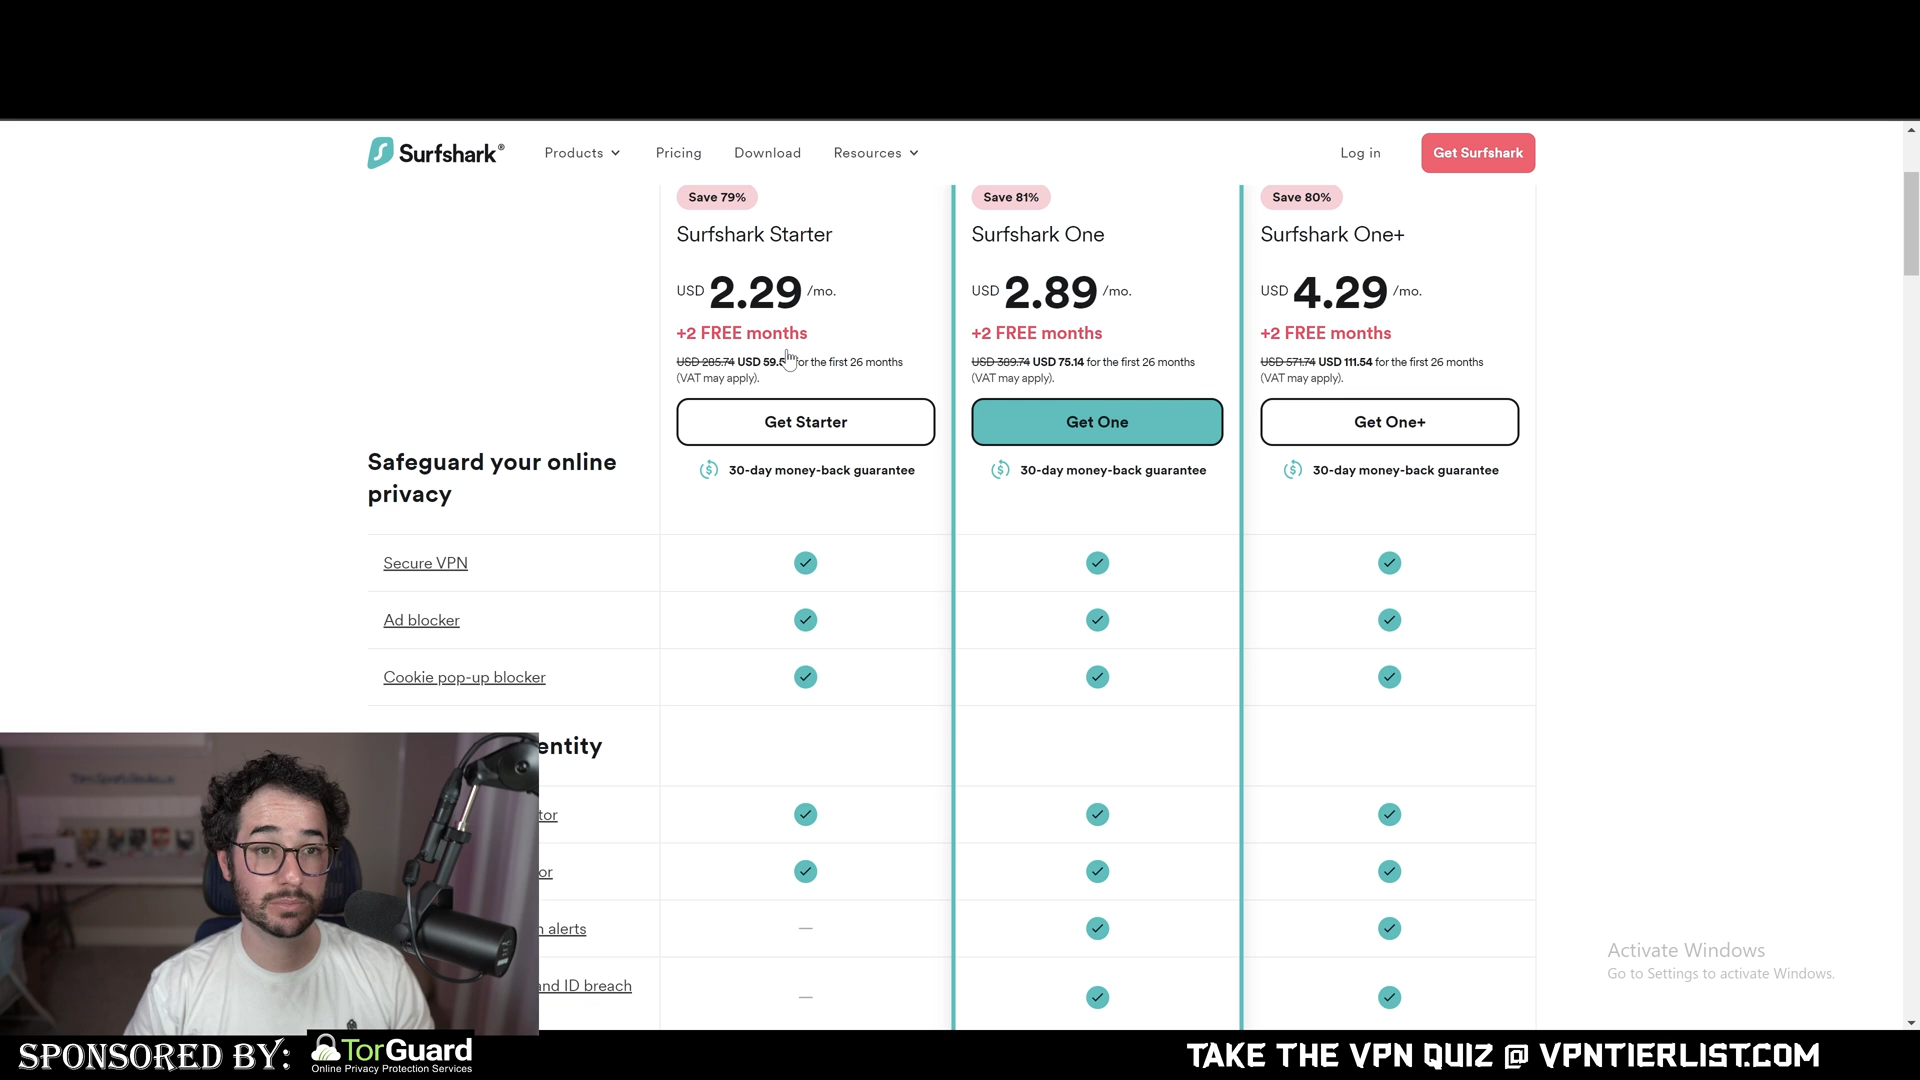 Surfshark®
Products
Pricing
Download
Resources
Log in
Get Surfshark
Save 79%
Surfshark Starter
USD 2.29 /mo.
+2 FREE months
USD 285.74 USD 59.5 or the first 26 months
(VAT may apply).
Get Starter
30-day money-back guarantee
Save 81%
Surfshark One
USD 2.89 /mo.
+2 FREE months
USD 389.74 USD 75.14 for the first 26 months
(VAT may apply).
Get One
30-day money-back guarantee
Save 80%
Surfshark One+
USD 4.29 /mo.
+2 FREE months
USD 571.74 USD 111.54 for the first 26 months
(VAT may apply).
Get One+
30-day money-back guarantee
Safeguard your online
privacy
Secure VPN
Ad blocker
Cookie pop-up blocker
entity
tor
or
alerts
and ID breach
Activate Windows
Go to Settings to activate Windows.
SPONSORED BY:
TorGuard
Online Privacy Protection Services
TAKE THE VPN QUIZ @ VPNTIERLIST.COM